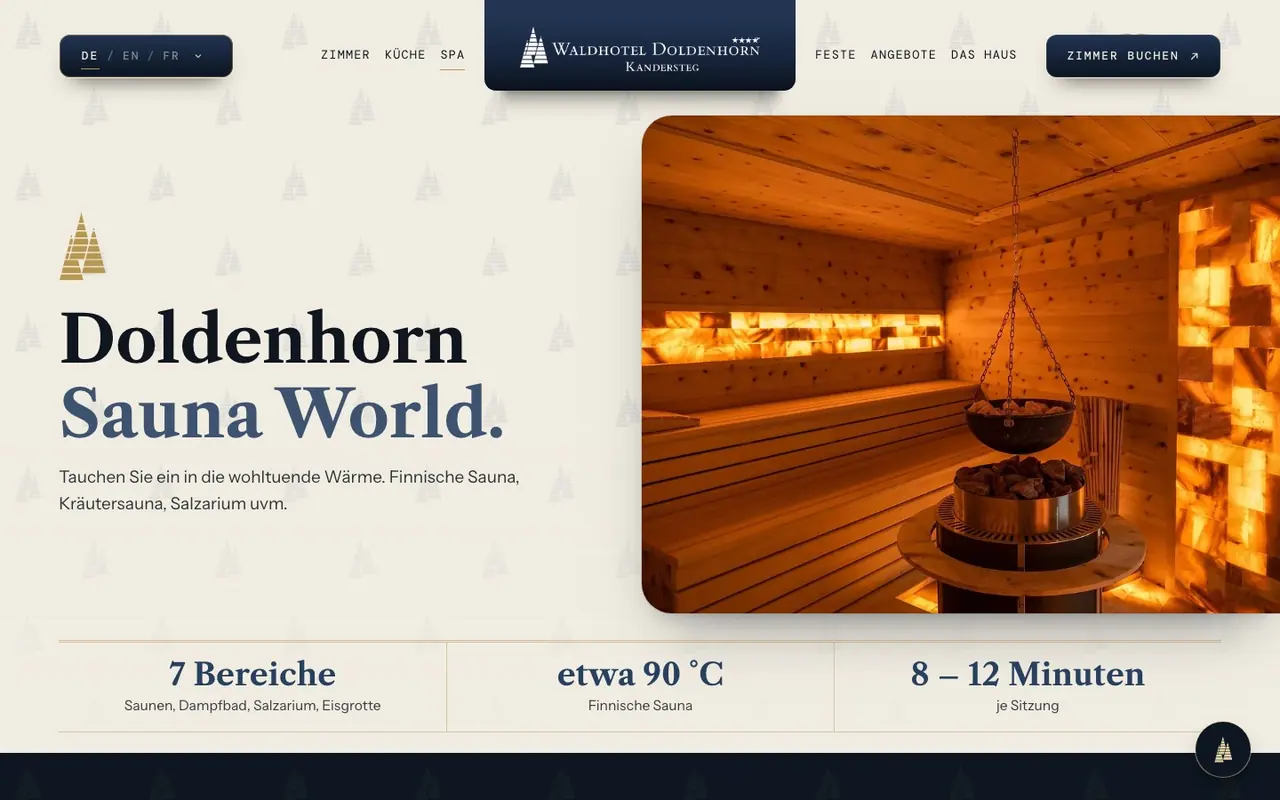 DE / EN / FR
ZIMMER KÜCHE SPA
WALDHOTEL DOLDENHORN
KANDERSTEG
FESTE ANGEBOTE DAS HAUS
ZIMMER BUCHEN ↗
Doldenhorn
Sauna World.
Tauchen Sie ein in die wohltuende Wärme. Finnische Sauna,
Kräutersauna, Salzarium uvm.
7 Bereiche
Saunen, Dampfbad, Salzarium, Eisgrotte
etwa 90 °C
Finnische Sauna
8 – 12 Minuten
je Sitzung